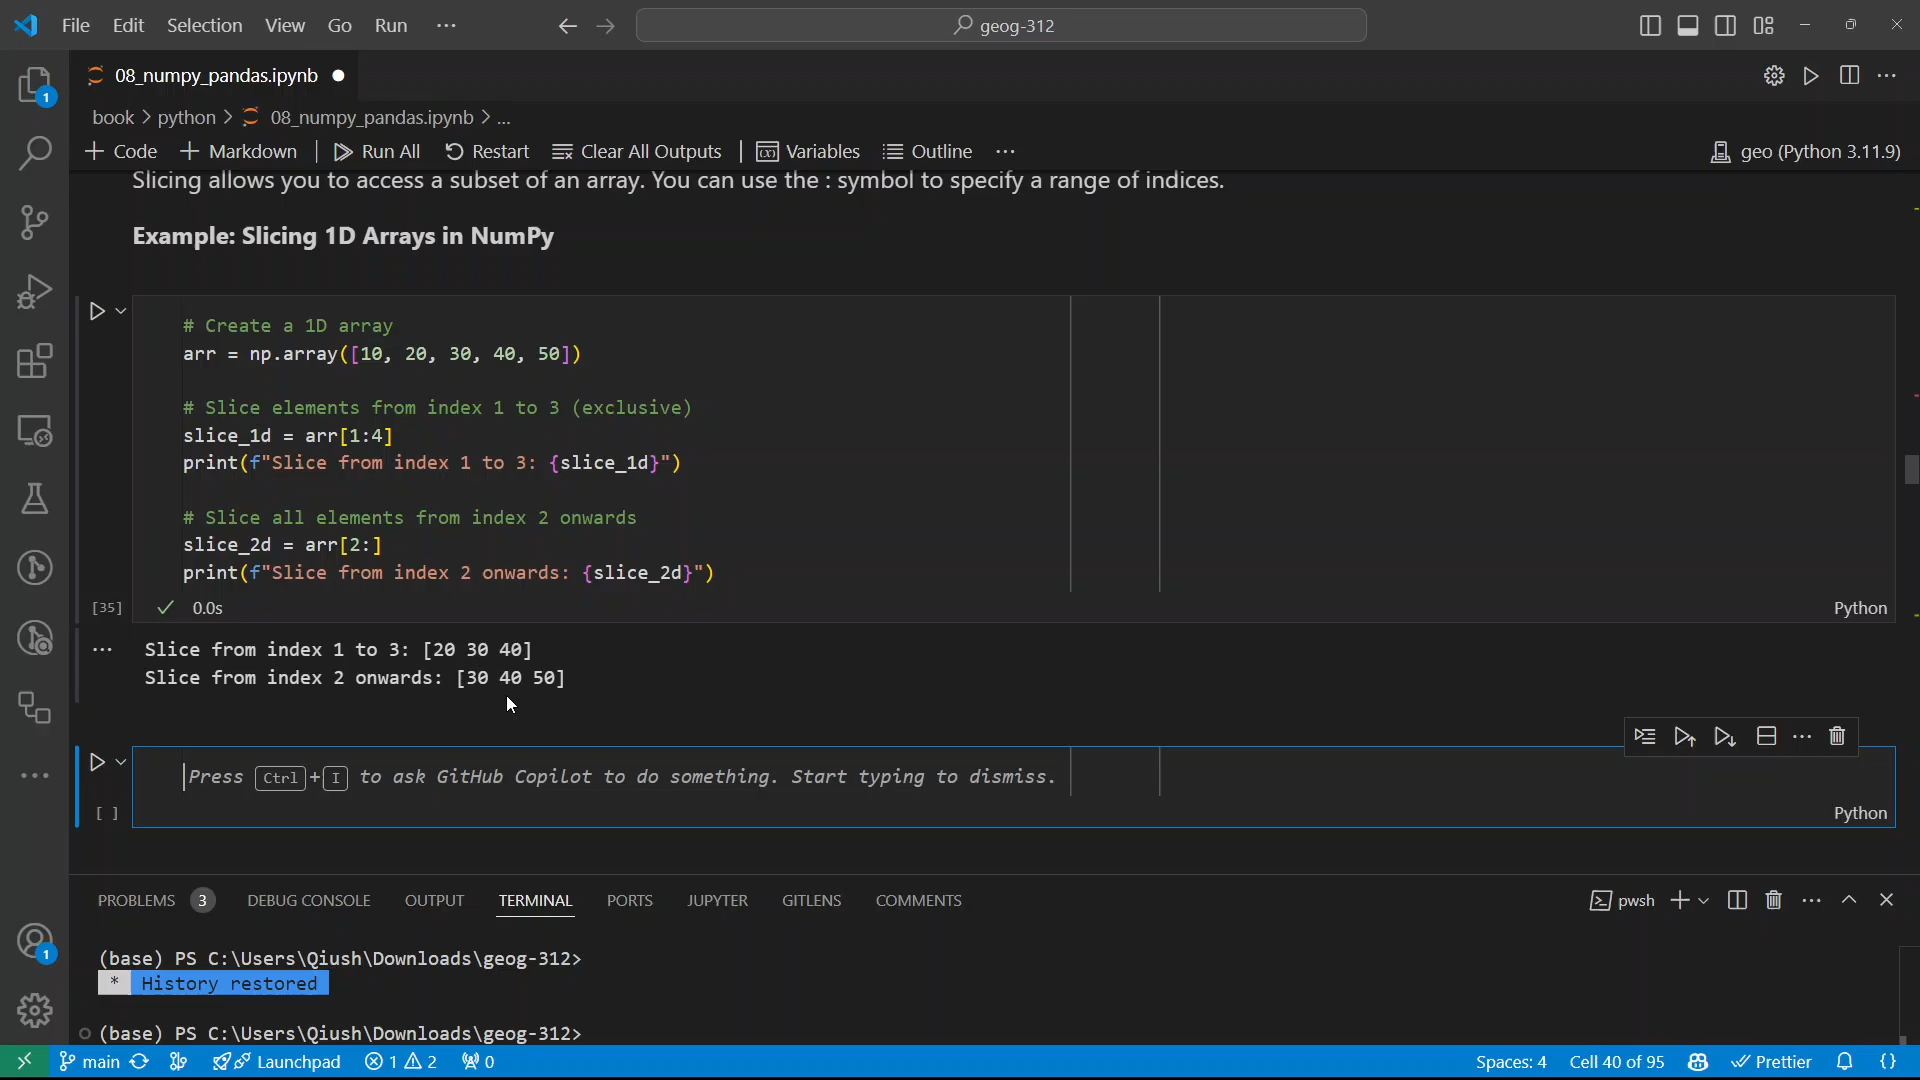 File Edit Selection View Go Run ···
geog-312
08_numpy_pandas.ipynb
book > python > 08_numpy_pandas.ipynb > ...
+ Code + Markdown Run All Restart Clear All Outputs Variables Outline ··· geo (Python 3.11.9)
Slicing allows you to access a subset of an array. You can use the : symbol to specify a range of indices.
Example: Slicing 1D Arrays in NumPy
# Create a 1D array
arr = np.array([10, 20, 30, 40, 50])
# Slice elements from index 1 to 3 (exclusive)
slice_1d = arr[1:4]
print(f"Slice from index 1 to 3: {slice_1d}")
# Slice all elements from index 2 onwards
slice_2d = arr[2:]
print(f"Slice from index 2 onwards: {slice_2d}")
[35] 0.0s Python
Slice from index 1 to 3: [20 30 40]
Slice from index 2 onwards: [30 40 50]
Press Ctrl+I to ask GitHub Copilot to do something. Start typing to dismiss.
[ ] Python
PROBLEMS 3 DEBUG CONSOLE OUTPUT TERMINAL PORTS JUPYTER GITLENS COMMENTS pwsh
(base) PS C:\Users\Qiush\Downloads\geog-312>
* History restored
(base) PS C:\Users\Qiush\Downloads\geog-312>
main Launchpad 1 2 0 Spaces: 4 Cell 40 of 95 Prettier {}
1
1